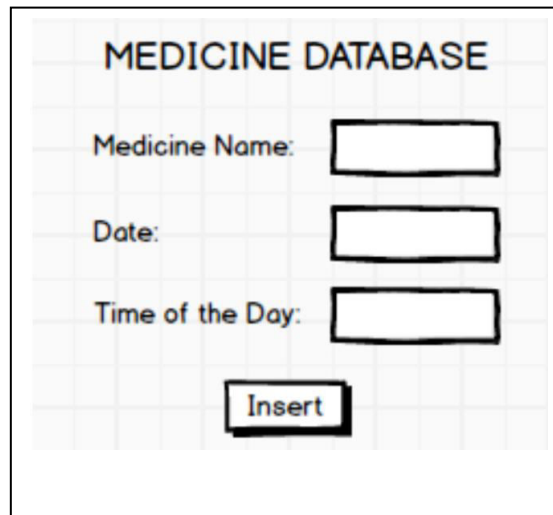 MEDICINE DATABASE
Medicine Name:
Date:
Time of the Day:
Insert